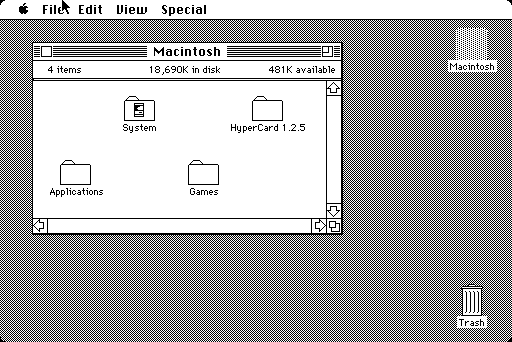 File Edit View Special
Macintosh
4 items 18,690K in disk 481K available
System HyperCard 1.2.5
Applications Games
Macintosh
Trash